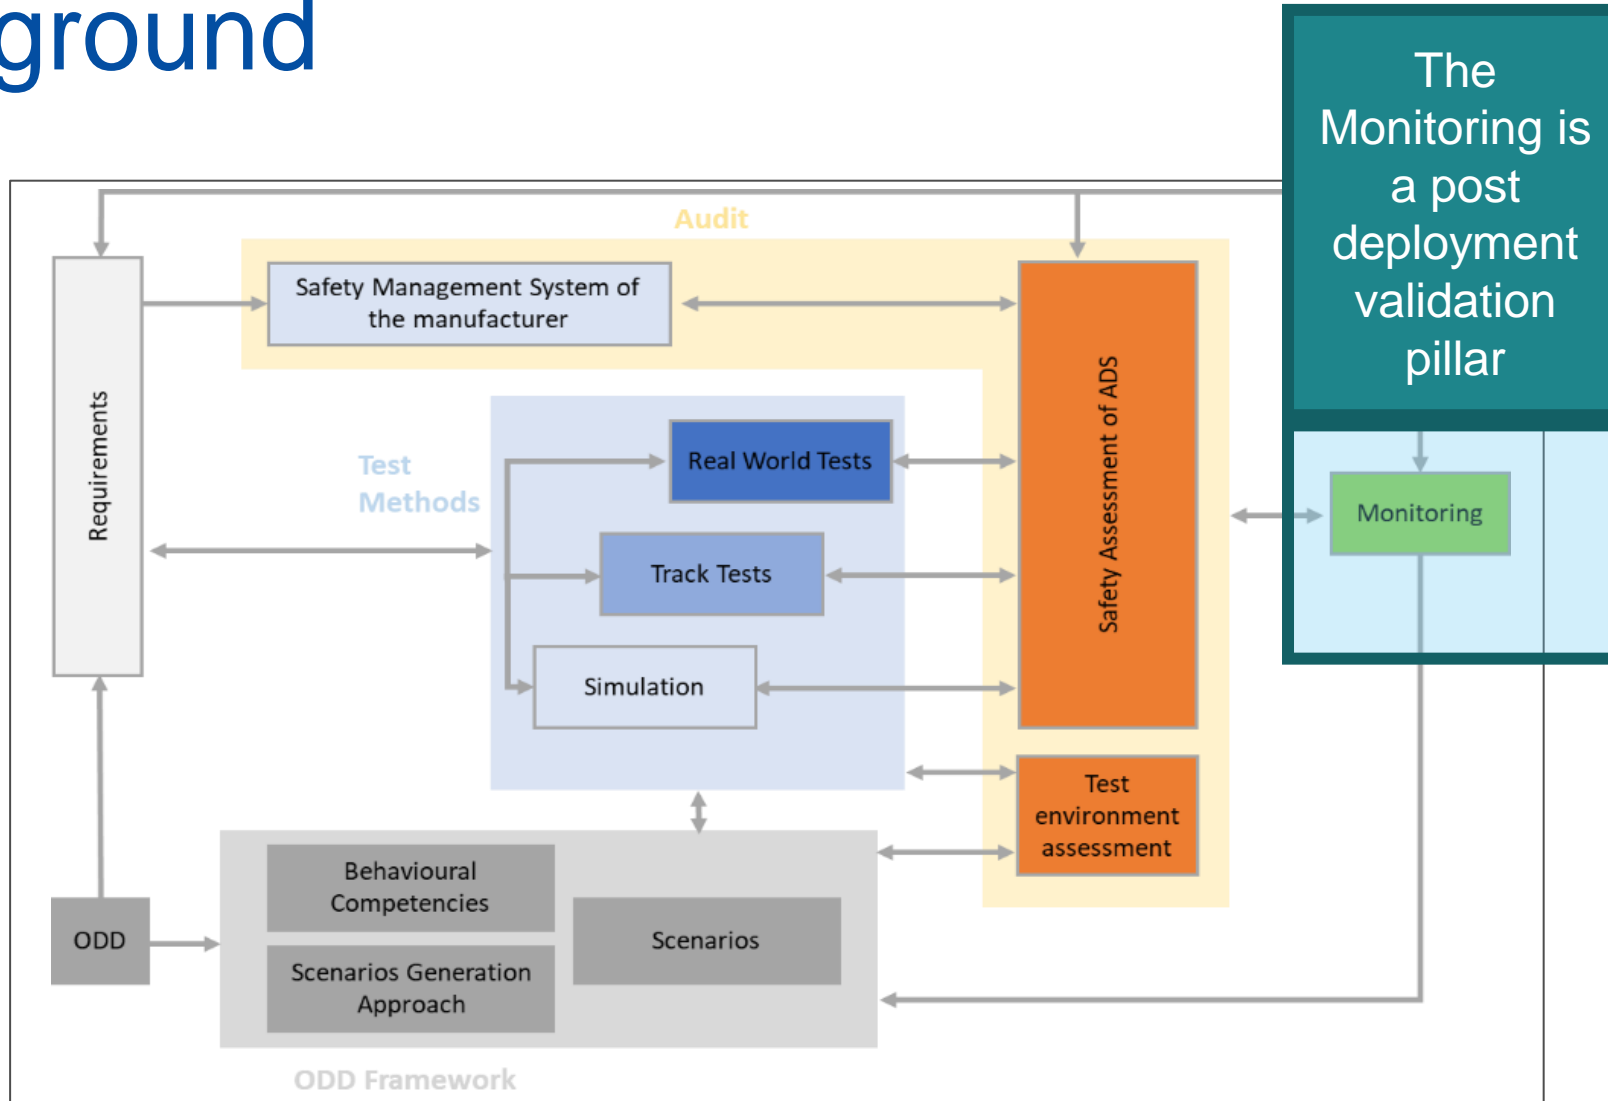 ground
The
Monitoring is
a post
deployment
validation
pillar
Audit
Safety Management System of
the manufacturer
Requirements
Safety Assessment of ADS
Test
Methods
Real World Tests
Monitoring
Track Tests
Simulation
Test
environment
assessment
Behavioural
Competencies
ODD
Scenarios
Scenarios Generation
Approach
ODD Framework